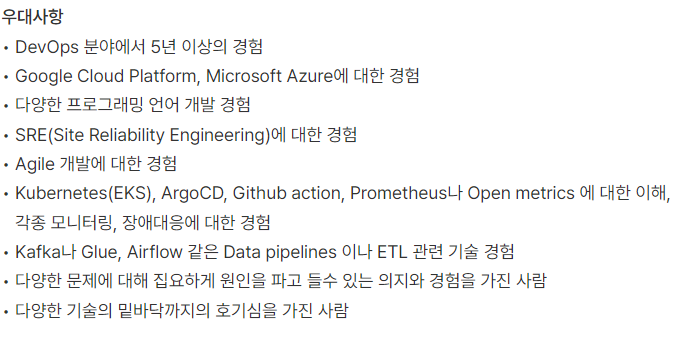 우대사항
• DevOps 분야에서 5년 이상의 경험
• Google Cloud Platform, Microsoft Azure에 대한 경험
• 다양한 프로그래밍 언어 개발 경험
• SRE(Site Reliability Engineering)에 대한 경험
• Agile 개발에 대한 경험
• Kubernetes(EKS), ArgoCD, Github action, Prometheus나 Open metrics 에 대한 이해,
각종 모니터링, 장애대응에 대한 경험
• Kafka나 Glue, Airflow 같은 Data pipelines 이나 ETL 관련 기술 경험
• 다양한 문제에 대해 집요하게 원인을 파고 들수 있는 의지와 경험을 가진 사람
• 다양한 기술의 밑바닥까지의 호기심을 가진 사람